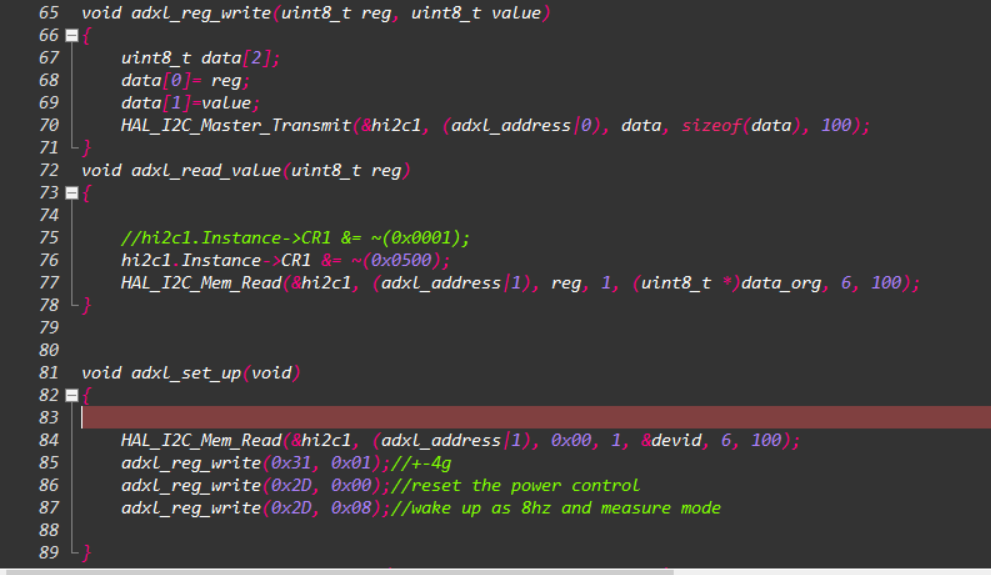 65 void adxl_reg_write(uint8_t reg, uint8_t value)
66 {
67 uint8_t data[2];
68 data[0]= reg;
69 data[1]=value;
70 HAL_I2C_Master_Transmit(&hi2c1, (adxl_address|0), data, sizeof(data), 100);
71 }
72 void adxl_read_value(uint8_t reg)
73 {
74
75 //hi2c1.Instance->CR1 &= ~(0x0001);
76 hi2c1.Instance->CR1 &= ~(0x0500);
77 HAL_I2C_Mem_Read(&hi2c1, (adxl_address|1), reg, 1, (uint8_t *)data_org, 6, 100);
78 }
79
80
81 void adxl_set_up(void)
82 {
83
84 HAL_I2C_Mem_Read(&hi2c1, (adxl_address|1), 0x00, 1, &devid, 6, 100);
85 adxl_reg_write(0x31, 0x01);//+-4g
86 adxl_reg_write(0x2D, 0x00);//reset the power control
87 adxl_reg_write(0x2D, 0x08);//wake up as 8hz and measure mode
88
89 }